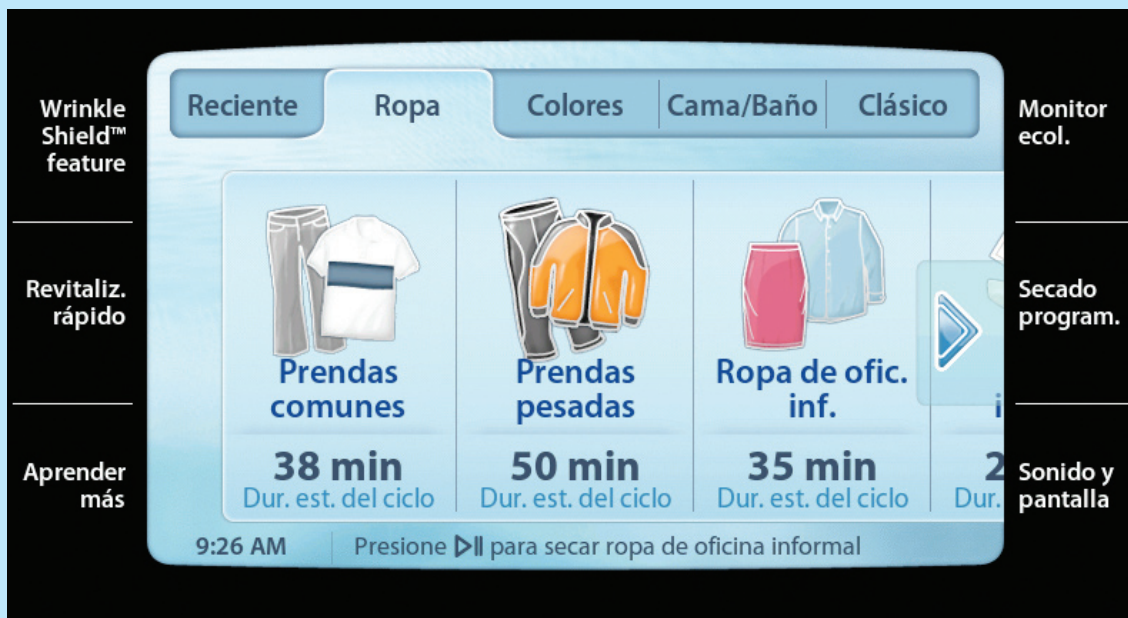 Wrinkle
Shield™
feature
Revitaliz.
rápido
Aprender
más
Reciente
Ropa
Colores
Cama/Baño
Clásico
Prendas
comunes
38 min
Dur. est. del ciclo
Prendas
pesadas
50 min
Dur. est. del ciclo
Ropa de ofic.
inf.
35 min
Dur. est. del ciclo
Dur.
9:26 AM
Presione para secar ropa de oficina informal
Monitor
ecol.
Secado
program.
Sonido y
pantalla